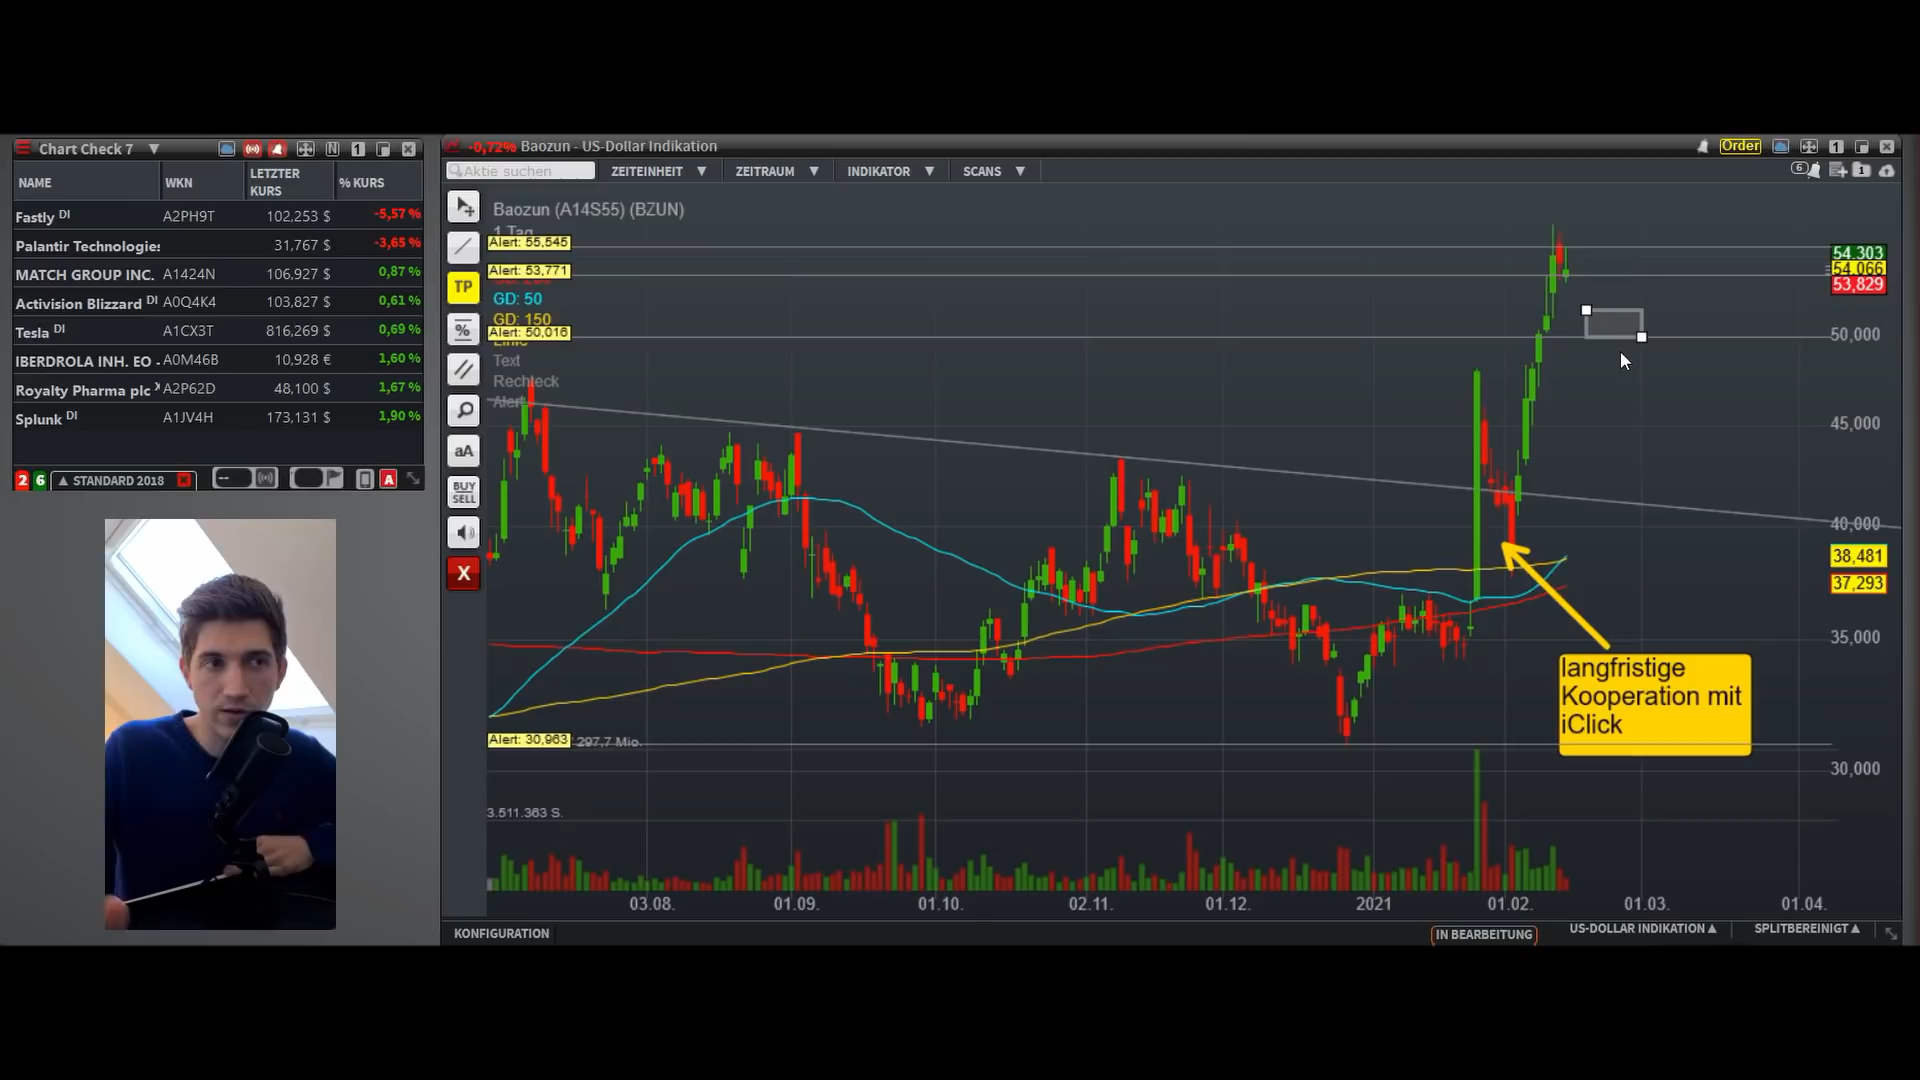 Chart Check 7
NAME WKN LETZTER KURS % KURS
Fastly DI A2PH9T 102,253 $ -5,57 %
Palantir Technologies 31,767 $ -3,65 %
MATCH GROUP INC. A1424N 106,927 $ 0,87 %
Activision Blizzard DI A0Q4K4 103,827 $ 0,61 %
Tesla DI A1CX3T 816,269 $ 0,69 %
IBERDROLA INH. EO - A0M46B 10,928 € 1,60 %
Royalty Pharma plc A2P62D 48,100 $ 1,67 %
Splunk DI A1JV4H 173,131 $ 1,90 %
2 6 ▲ STANDARD 2018 -- A
-0,72% Baozun - US-Dollar Indikation
Order 1
Aktie suchen ZEITEINHEIT ▼ ZEITRAUM ▼ INDIKATOR ▼ SCANS ▼
Baozun (A14S55) (BZUN)
1 Tag
Alert: 55,545
Alert: 53,771
GD: 50
GD: 150
Alert: 50,016
Text
Rechteck
Alert
TP
%
aA
BUY
SELL
X
54.303
54.066
53,829
50,000
45,000
40,000
38,481
37,293
35,000
30,000
langfristige
Kooperation mit
iClick
Alert: 30,963 297,7 Mio.
3.511.363 S.
03.08. 01.09. 01.10. 02.11. 01.12. 2021 01.02. 01.03. 01.04.
KONFIGURATION IN BEARBEITUNG US-DOLLAR INDIKATION ▲ SPLITBEREINIGT ▲